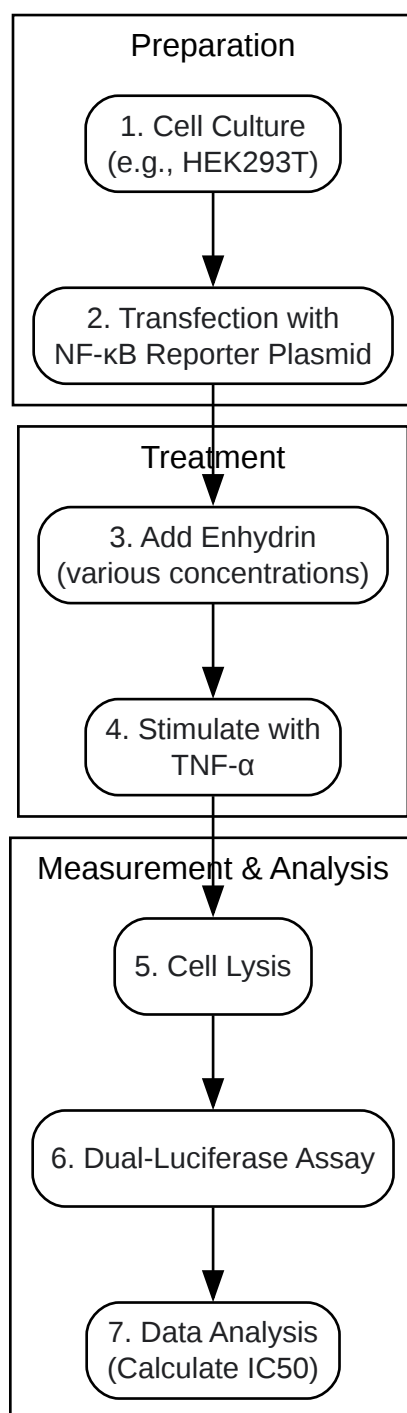 Preparation
1. Cell Culture
(e.g., HEK293T)
2. Transfection with
NF-κB Reporter Plasmid
Treatment
3. Add Enhydrin
(various concentrations)
4. Stimulate with
TNF-α
Measurement & Analysis
5. Cell Lysis
6. Dual-Luciferase Assay
7. Data Analysis
(Calculate IC50)